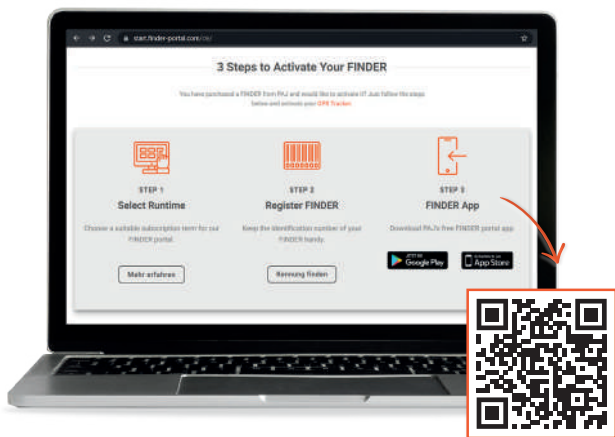 start.finder-portal.com/de/
3 Steps to Activate Your FINDER
You have purchased a FINDER from PAJ and would like to activate it? Just follow the steps
below and activate your GPS Tracker.
STEP 1
Select Runtime
Choose a suitable subscription term for our
FINDER portal.
Mehr erfahren
STEP 2
Register FINDER
Keep the identification number of your
FINDER handy.
Kennung finden
STEP 3
FINDER App
Download PAJ's free FINDER portal app
JETZT BEI
Google Play
App Store